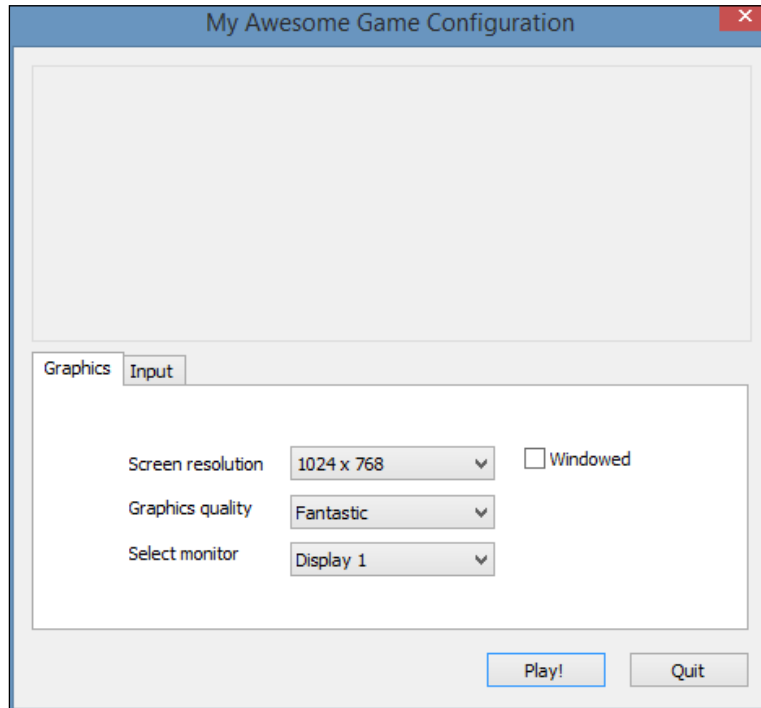 My Awesome Game Configuration
Graphics
Input
Screen resolution
1024 x 768
Windowed
Graphics quality
Fantastic
Select monitor
Display 1
Play!
Quit